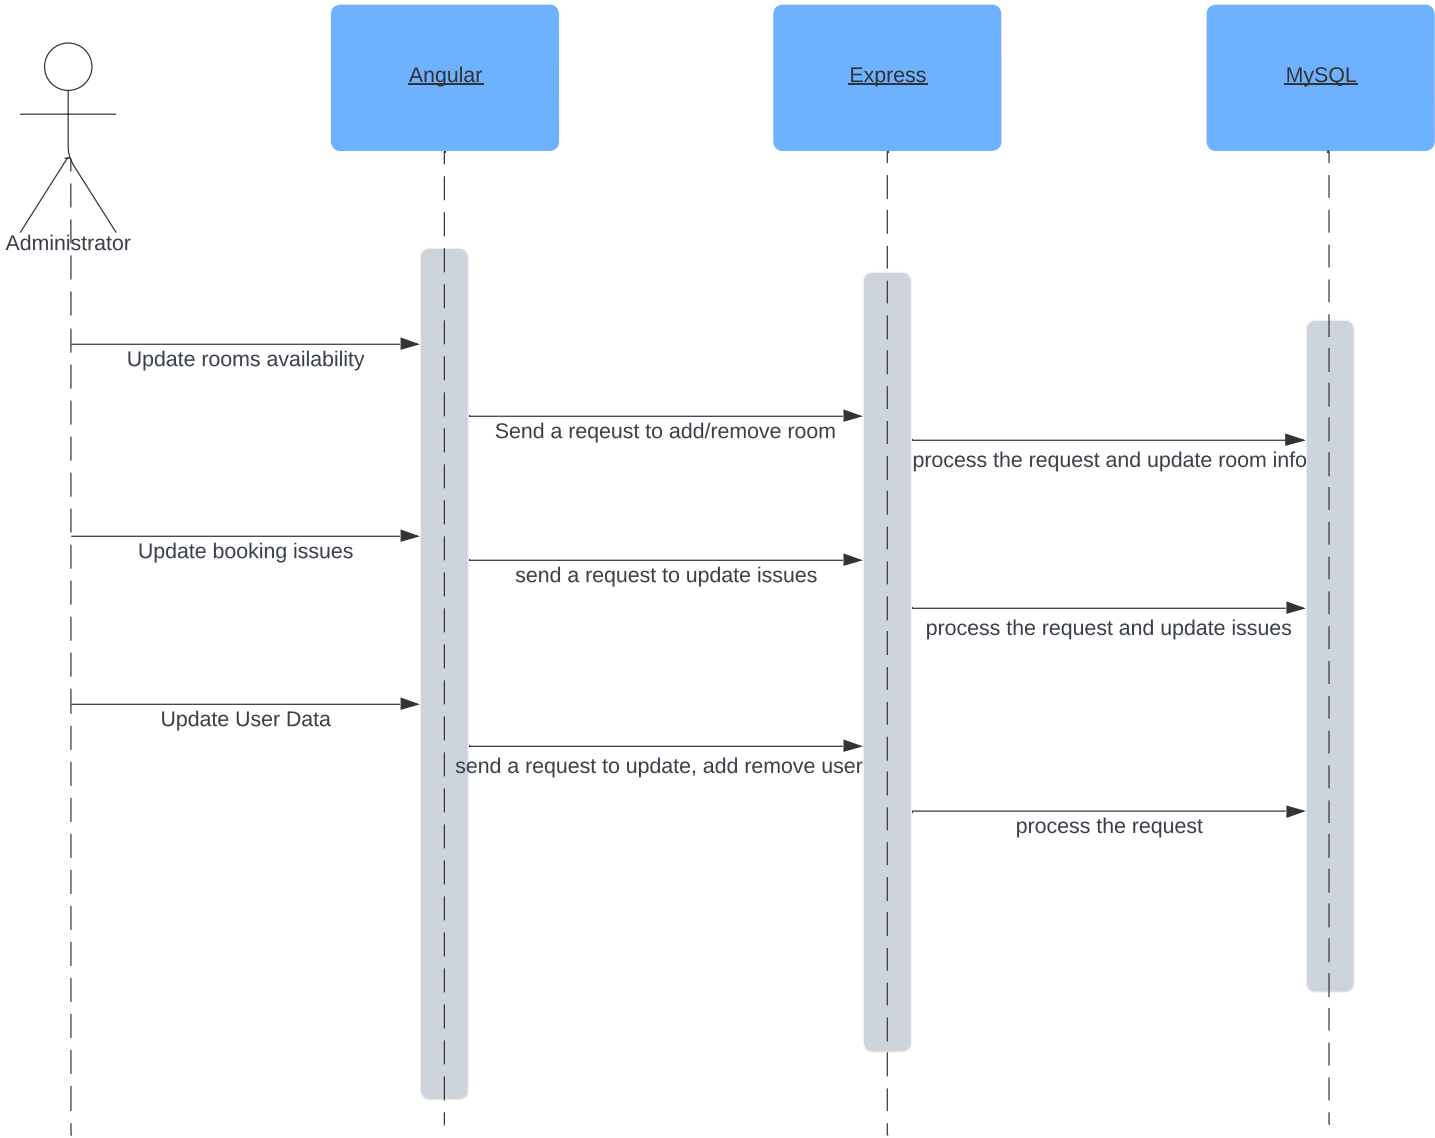 Angular
Express
MySQL
Administrator
Update rooms availability
Send a reqeust to add/remove room
process the request and update room info
Update booking issues
send a request to update issues
process the request and update issues
Update User Data
send a request to update, add remove user
process the request